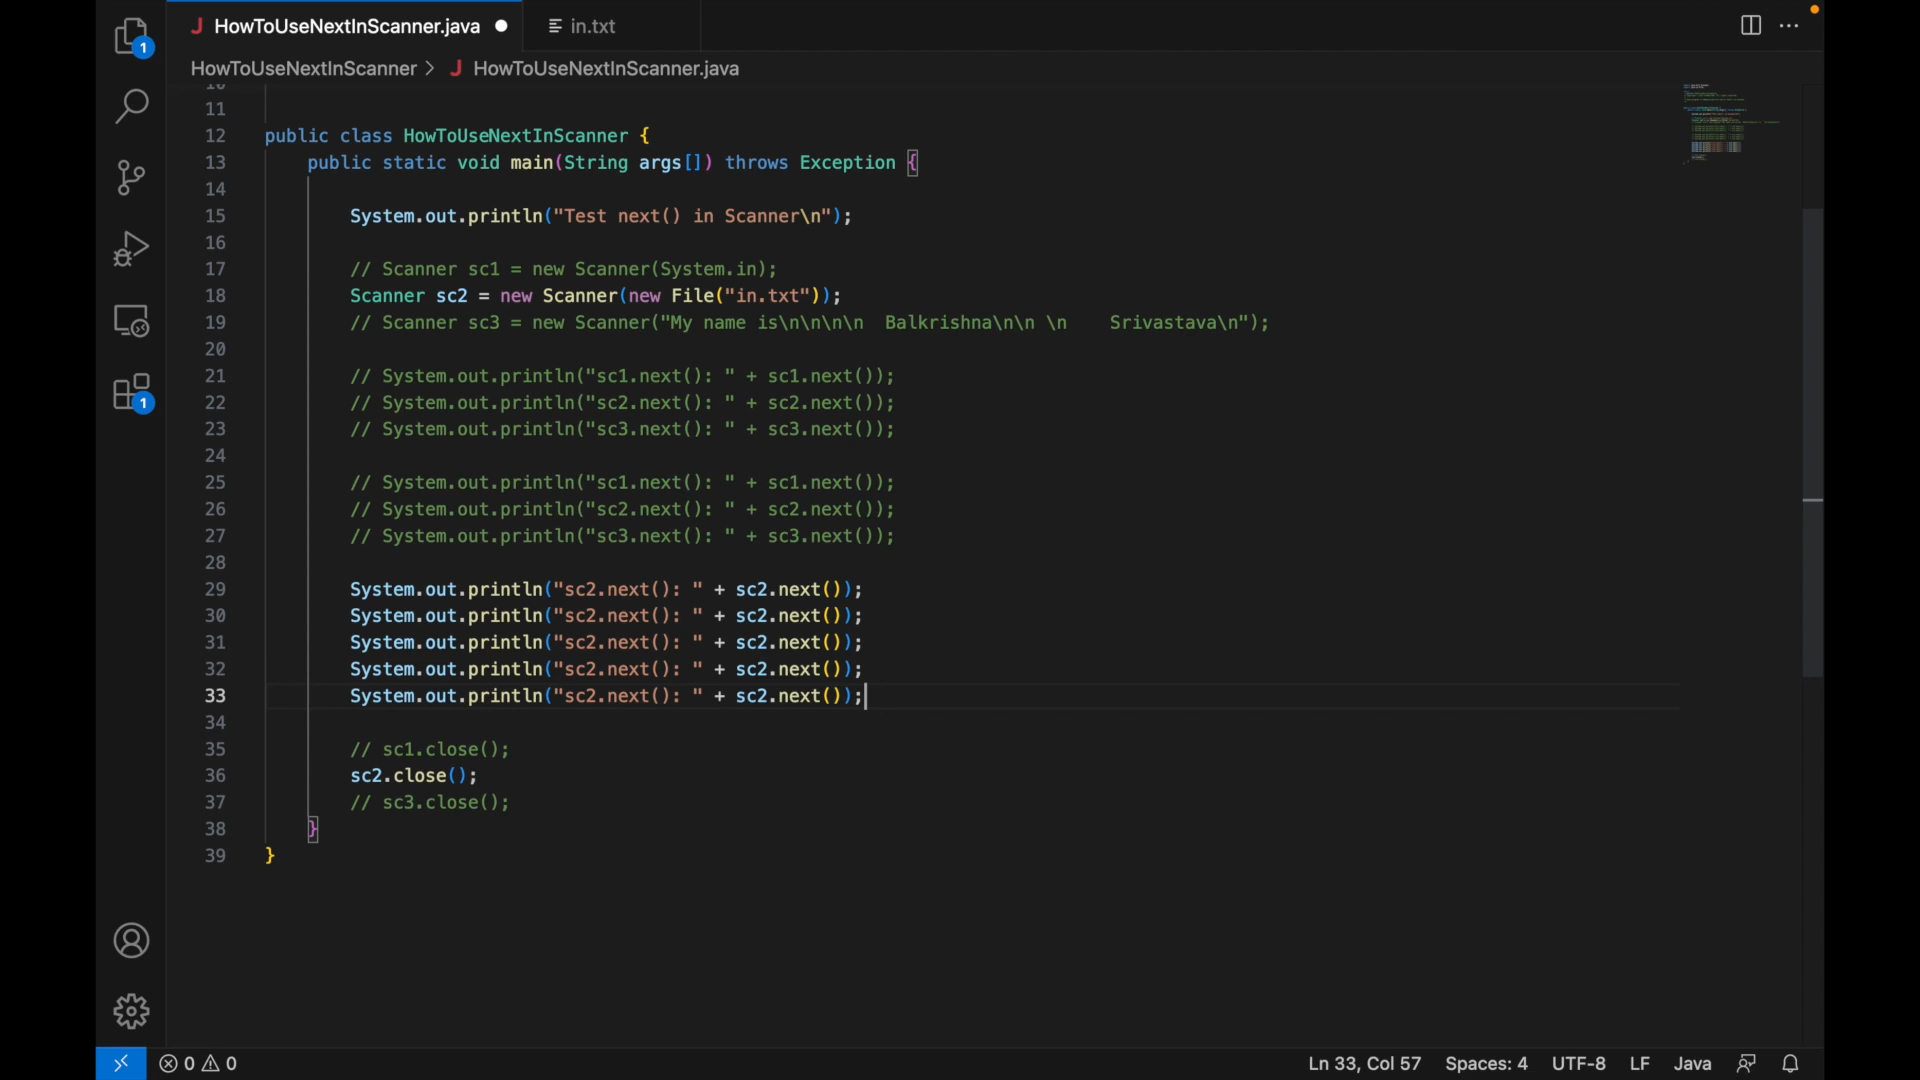 HowToUseNextInScanner.java
in.txt
HowToUseNextInScanner > HowToUseNextInScanner.java
10
11
12 public class HowToUseNextInScanner {
13 public static void main(String args[]) throws Exception {
14
15 System.out.println("Test next() in Scanner\n");
16
17 // Scanner sc1 = new Scanner(System.in);
18 Scanner sc2 = new Scanner(new File("in.txt"));
19 // Scanner sc3 = new Scanner("My name is\n\n\n\n  Balkrishna\n\n \n    Srivastava\n");
20
21 // System.out.println("sc1.next(): " + sc1.next());
22 // System.out.println("sc2.next(): " + sc2.next());
23 // System.out.println("sc3.next(): " + sc3.next());
24
25 // System.out.println("sc1.next(): " + sc1.next());
26 // System.out.println("sc2.next(): " + sc2.next());
27 // System.out.println("sc3.next(): " + sc3.next());
28
29 System.out.println("sc2.next(): " + sc2.next());
30 System.out.println("sc2.next(): " + sc2.next());
31 System.out.println("sc2.next(): " + sc2.next());
32 System.out.println("sc2.next(): " + sc2.next());
33 System.out.println("sc2.next(): " + sc2.next());
34
35 // sc1.close();
36 sc2.close();
37 // sc3.close();
38 }
39 }
1
1
0 0
Ln 33, Col 57 Spaces: 4 UTF-8 LF Java